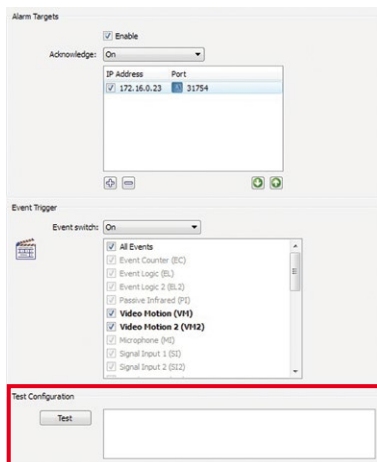 Alarm Targets
Enable
Acknowledge: On
IP Address Port
172.16.0.23 31754
Event Trigger
Event switch: On
All Events
Event Counter (EC)
Event Logic (EL)
Event Logic 2 (EL2)
Passive Infrared (PI)
Video Motion (VM)
Video Motion 2 (VM2)
Microphone (MI)
Signal Input 1 (SI)
Signal Input 2 (SI2)
Test Configuration
Test